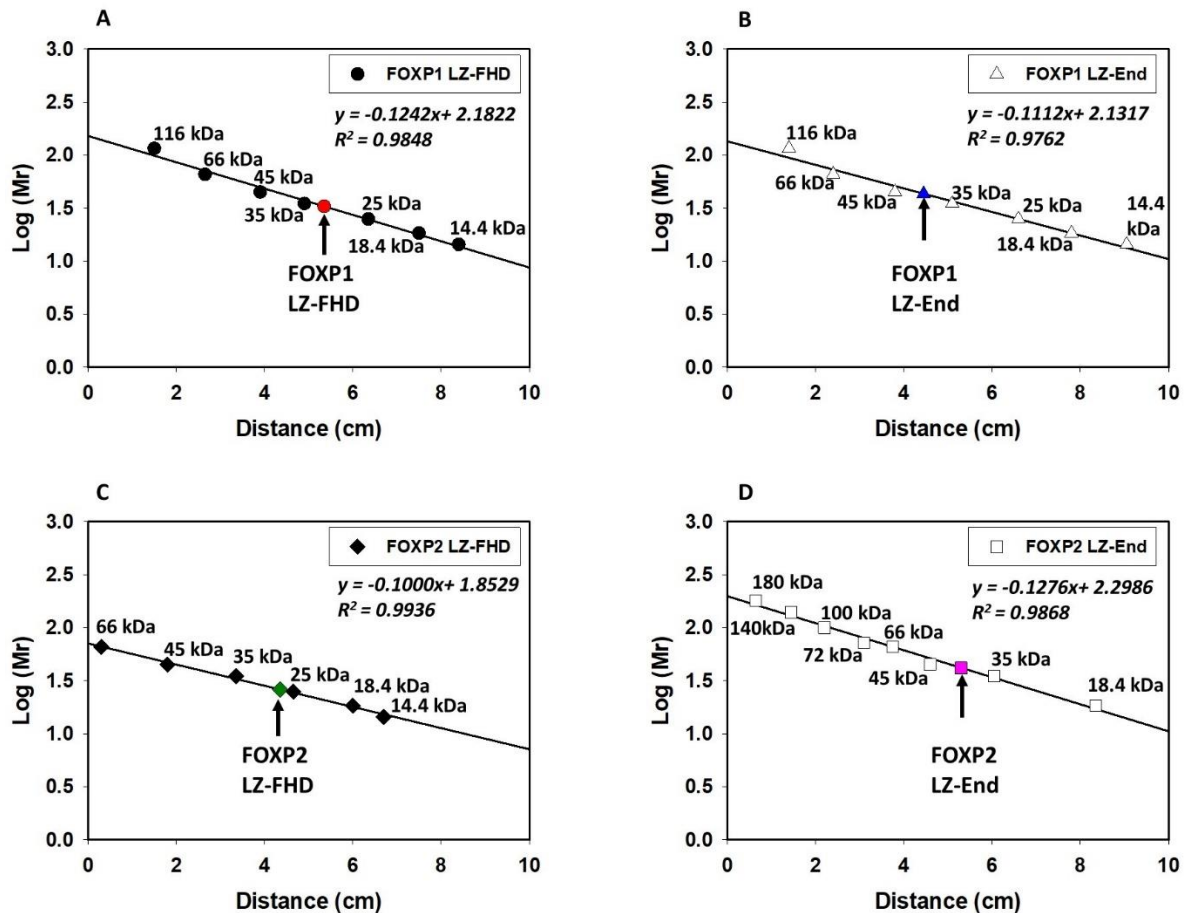 A
3.0
2.5
2.0
1.5
1.0
0.5
0.0
Log (Mr)
FOXP1 LZ-FHD
y = -0.1242x+ 2.1822
R² = 0.9848
116 kDa
66 kDa
45 kDa
35 kDa
25 kDa
18.4 kDa
14.4 kDa
FOXP1
LZ-FHD
0 2 4 6 8 10
Distance (cm)
B
3.0
2.5
2.0
1.5
1.0
0.5
0.0
Log (Mr)
FOXP1 LZ-End
y = -0.1112x+ 2.1317
R² = 0.9762
116 kDa
66 kDa
45 kDa
35 kDa
25 kDa
18.4 kDa
14.4
kDa
FOXP1
LZ-End
0 2 4 6 8 10
Distance (cm)
C
3.0
2.5
2.0
1.5
1.0
0.5
0.0
Log (Mr)
FOXP2 LZ-FHD
y = -0.1000x+ 1.8529
R² = 0.9936
66 kDa
45 kDa
35 kDa
25 kDa
18.4 kDa
14.4 kDa
FOXP2
LZ-FHD
0 2 4 6 8 10
Distance (cm)
D
3.0
2.5
2.0
1.5
1.0
0.5
0.0
Log (Mr)
FOXP2 LZ-End
y = -0.1276x+ 2.2986
R² = 0.9868
180 kDa
140kDa
100 kDa
72 kDa
66 kDa
45 kDa
35 kDa
18.4 kDa
FOXP2
LZ-End
0 2 4 6 8 10
Distance (cm)